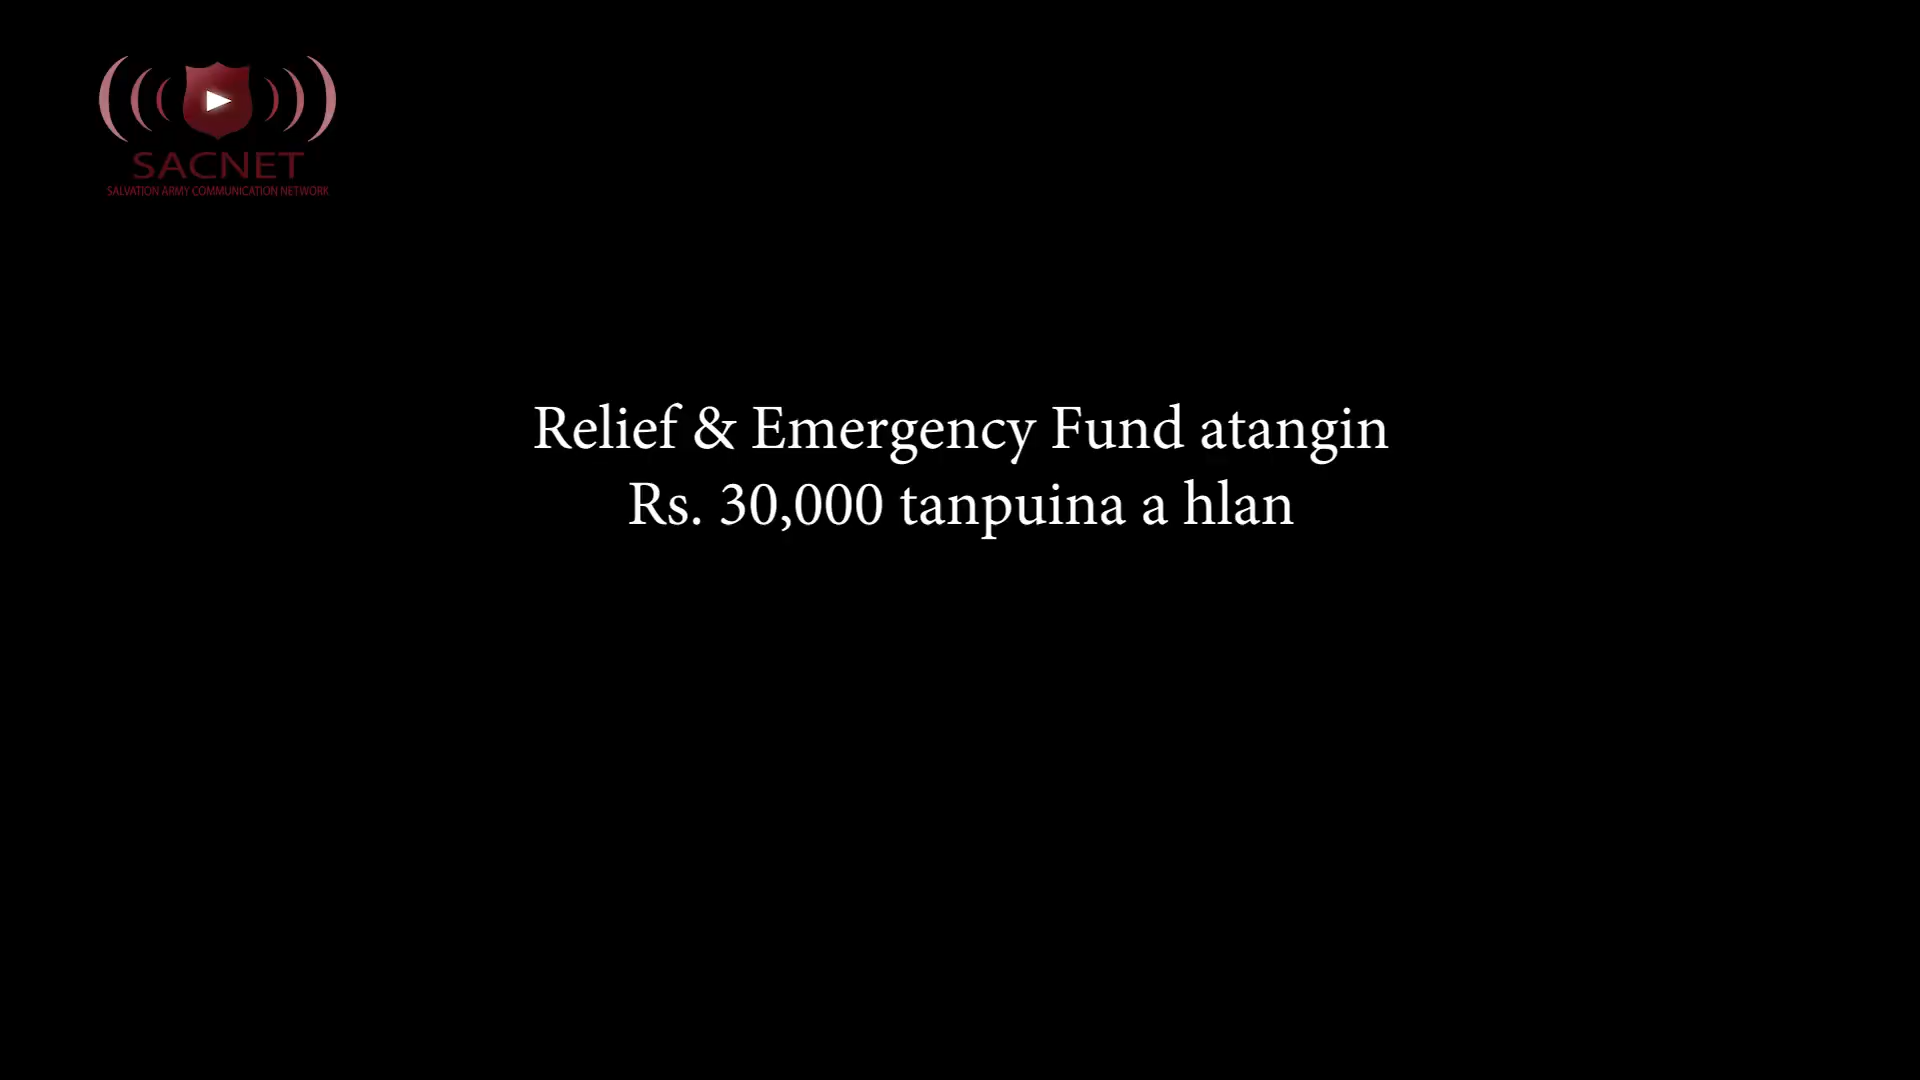 SACNET
SALVATION ARMY COMMUNICATION NETWORK
Relief & Emergency Fund atangin
Rs. 30,000 tanpuina a hlan